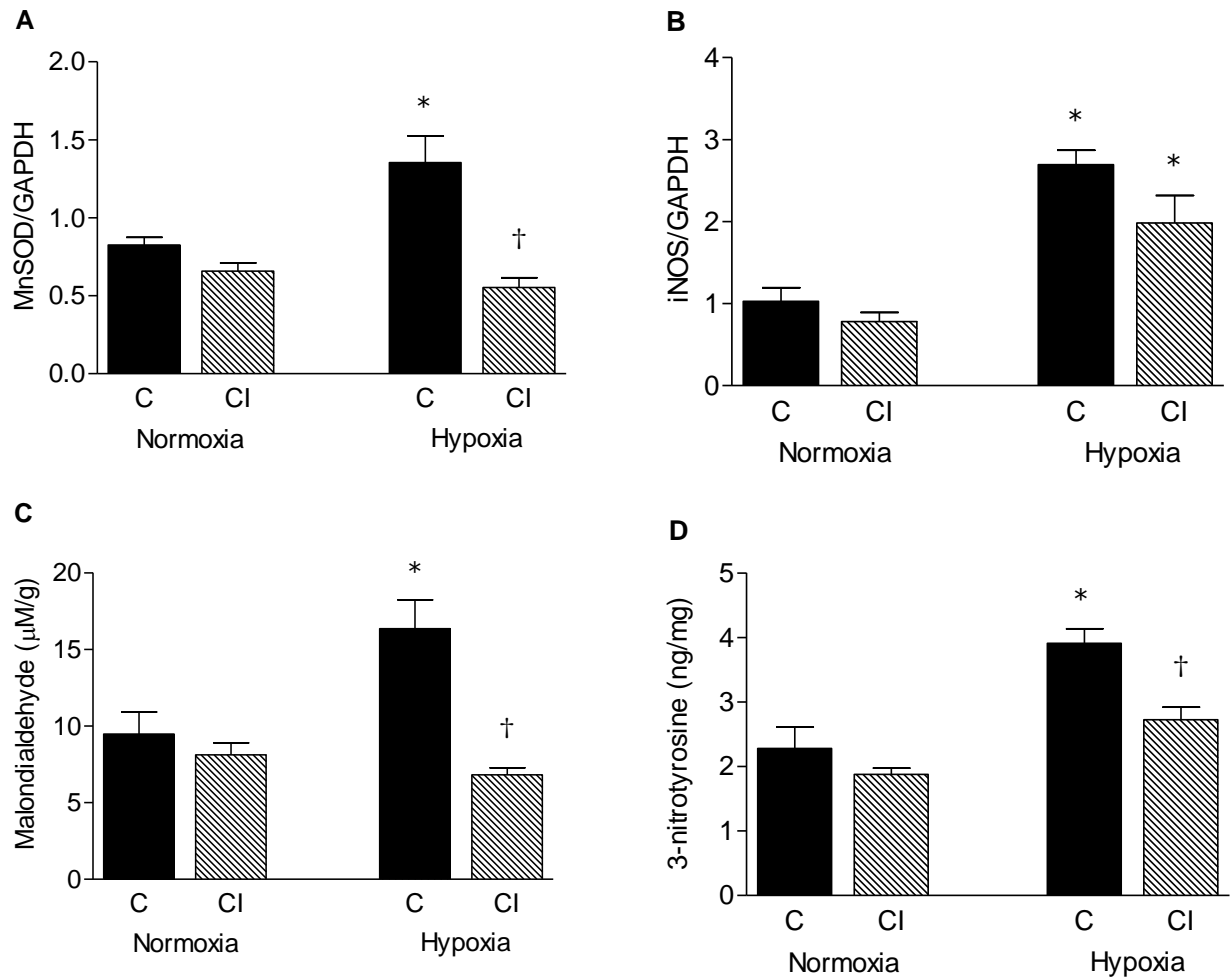 A
MnSOD/GAPDH
2.0
1.5
1.0
0.5
0.0
*
†
C CI C CI
Normoxia Hypoxia
B
iNOS/GAPDH
4
3
2
1
0
*
*
C CI C CI
Normoxia Hypoxia
C
Malondialdehyde (μM/g)
20
15
10
5
0
*
†
C CI C CI
Normoxia Hypoxia
D
3-nitrotyrosine (ng/mg)
5
4
3
2
1
0
*
†
C CI C CI
Normoxia Hypoxia